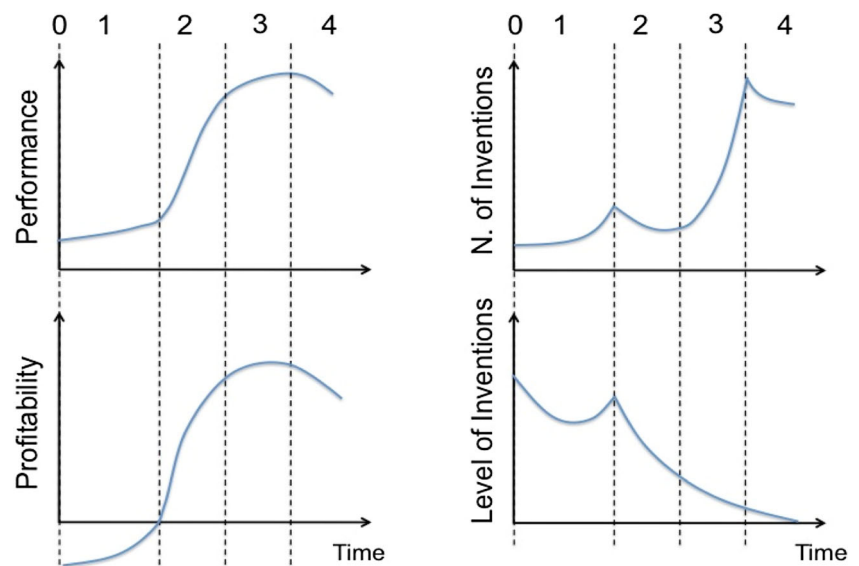 0 1 2 3 4
Performance
0 1 2 3 4
N. of Inventions
Profitability
Time
Level of Inventions
Time